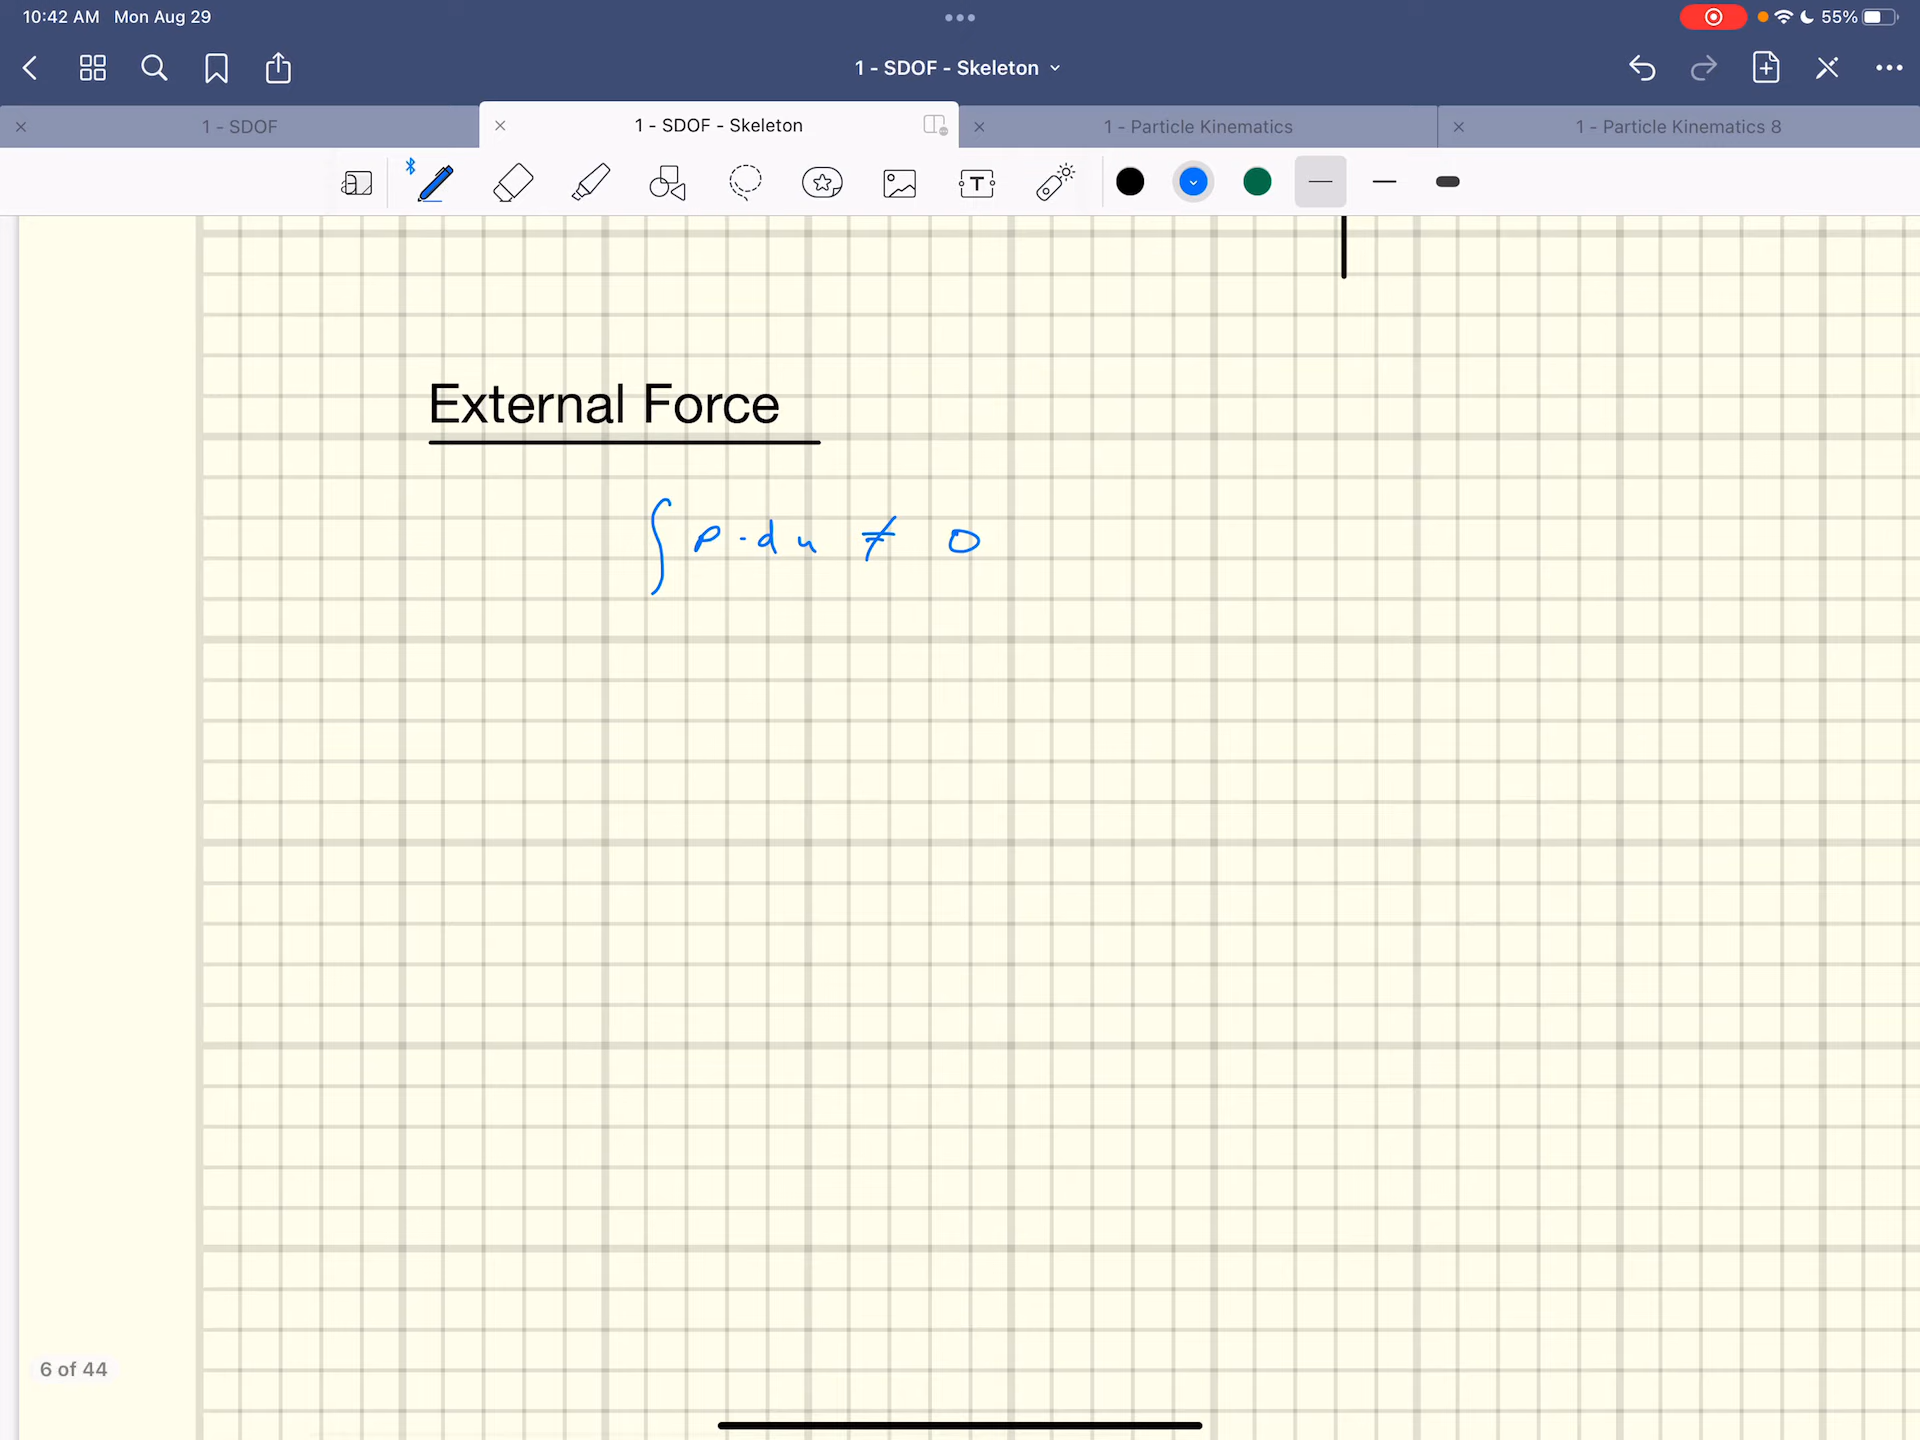 10:42 AM Mon Aug 29
55%
1 - SDOF - Skeleton
1 - SDOF
1 - SDOF - Skeleton
1 - Particle Kinematics
1 - Particle Kinematics 8
External Force
∫ p · du ≠ 0
6 of 44